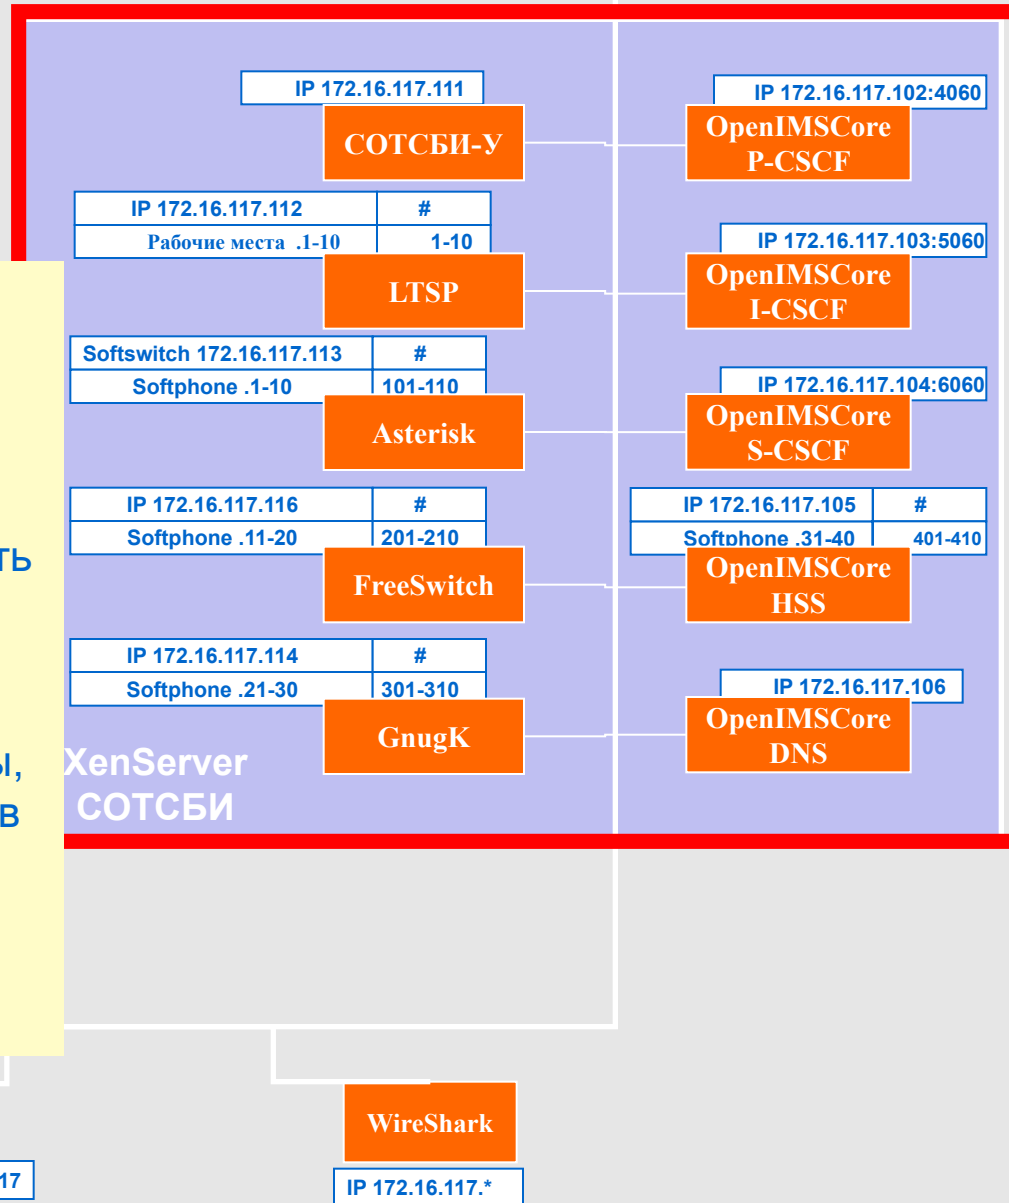 IP 172.16.117.111
СОТСБИ-У
IP 172.16.117.102:4060
OpenIMSCore
P-CSCF
IP 172.16.117.112 #
Рабочие места .1-10 1-10
LTSP
IP 172.16.117.103:5060
OpenIMSCore
I-CSCF
Softswitch 172.16.117.113 #
Softphone .1-10 101-110
Asterisk
IP 172.16.117.104:6060
OpenIMSCore
S-CSCF
IP 172.16.117.116 #
Softphone .11-20 201-210
FreeSwitch
IP 172.16.117.105 #
Softphone .31-40 401-410
OpenIMSCore
HSS
IP 172.16.117.114 #
Softphone .21-30 301-310
GnugK
IP 172.16.117.106
OpenIMSCore
DNS
XenServer
СОТСБИ
ть
ы,
в
WireShark
IP 172.16.117.*
17